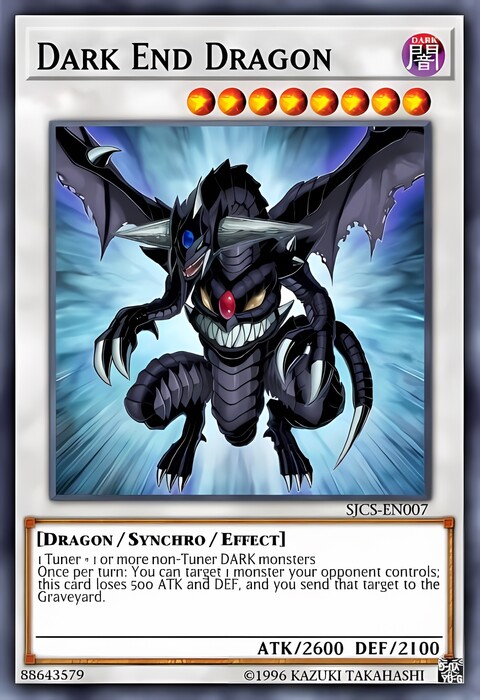 DARK END DRAGON
DARK
闇
SJCS-EN007
[DRAGON / SYNCHRO / EFFECT]
1 Tuner + 1 or more non-Tuner DARK monsters
Once per turn: You can target 1 monster your opponent controls;
this card loses 500 ATK and DEF, and you send that target to the
Graveyard.
ATK/2600 DEF/2100
88643579
©1996 KAZUKI TAKAHASHI